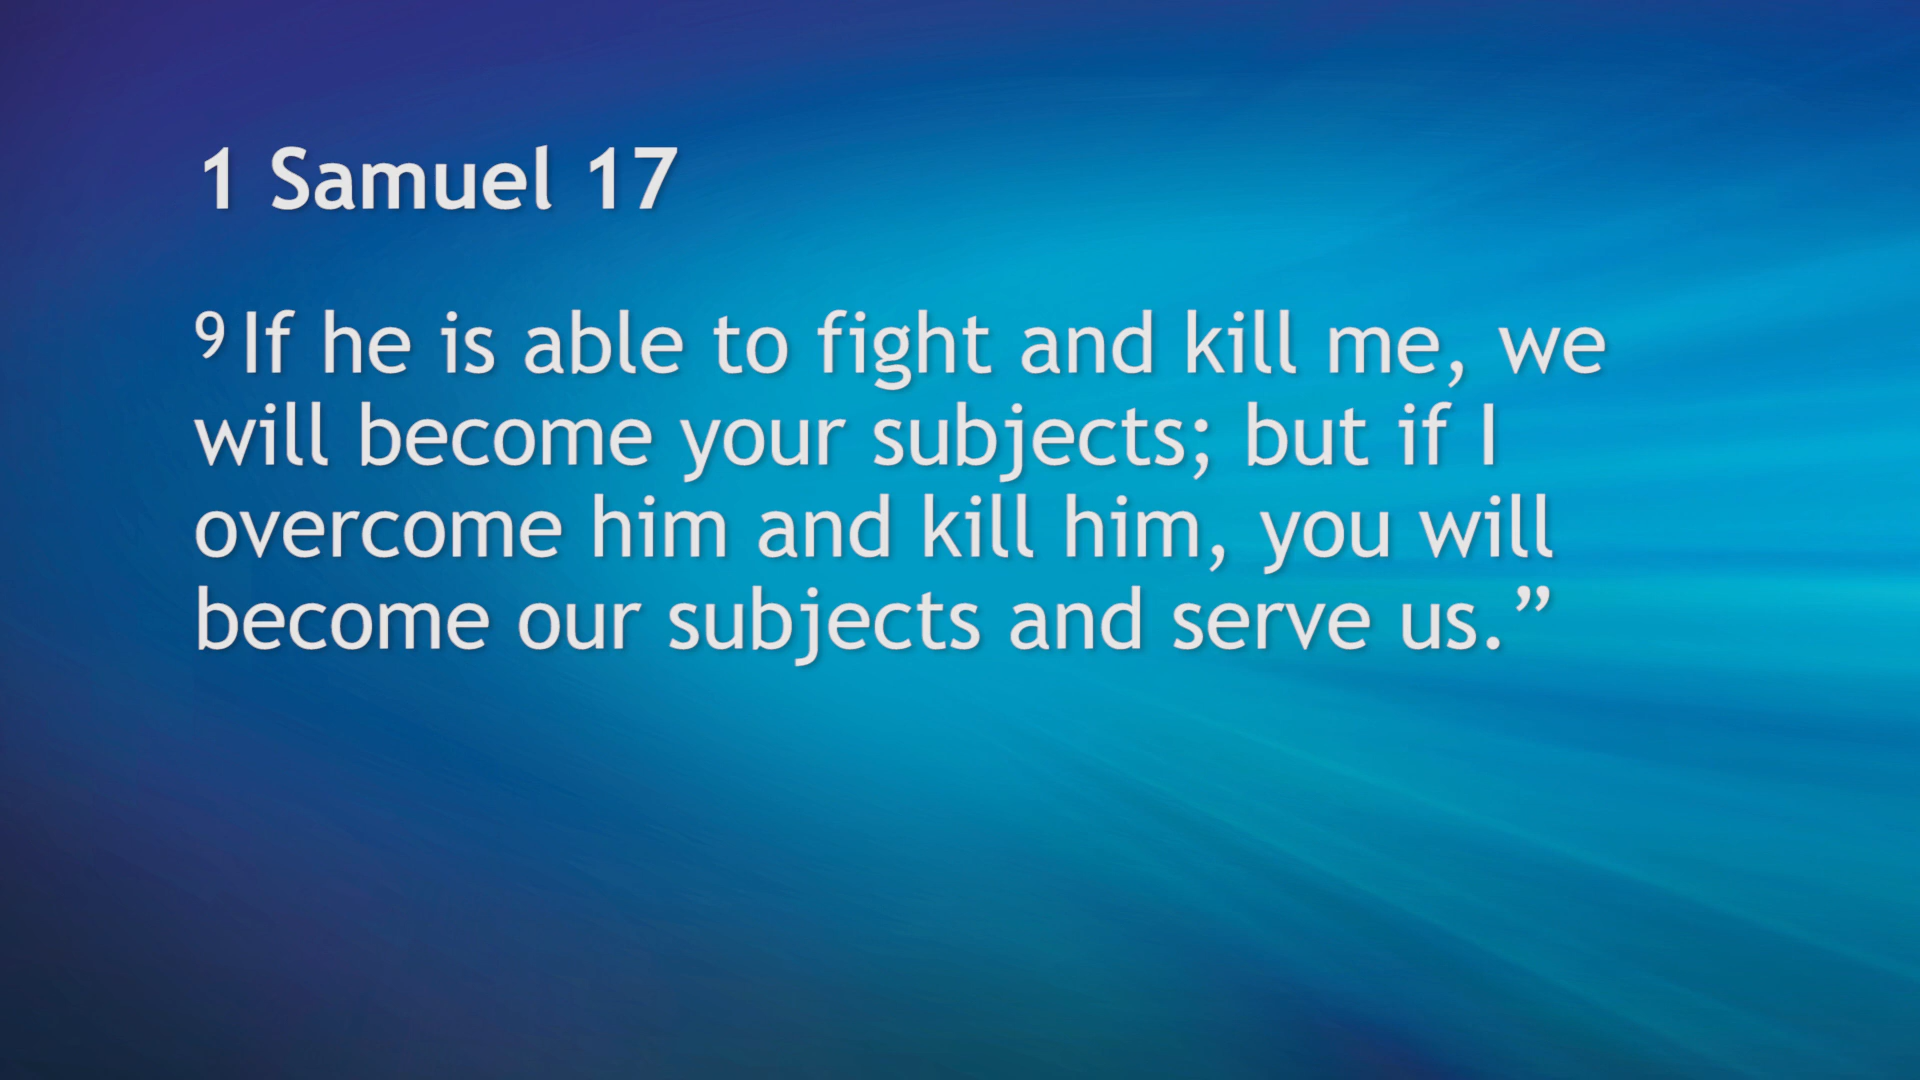 1 Samuel 17
9 If he is able to fight and kill me, we
will become your subjects; but if I
overcome him and kill him, you will
become our subjects and serve us.”